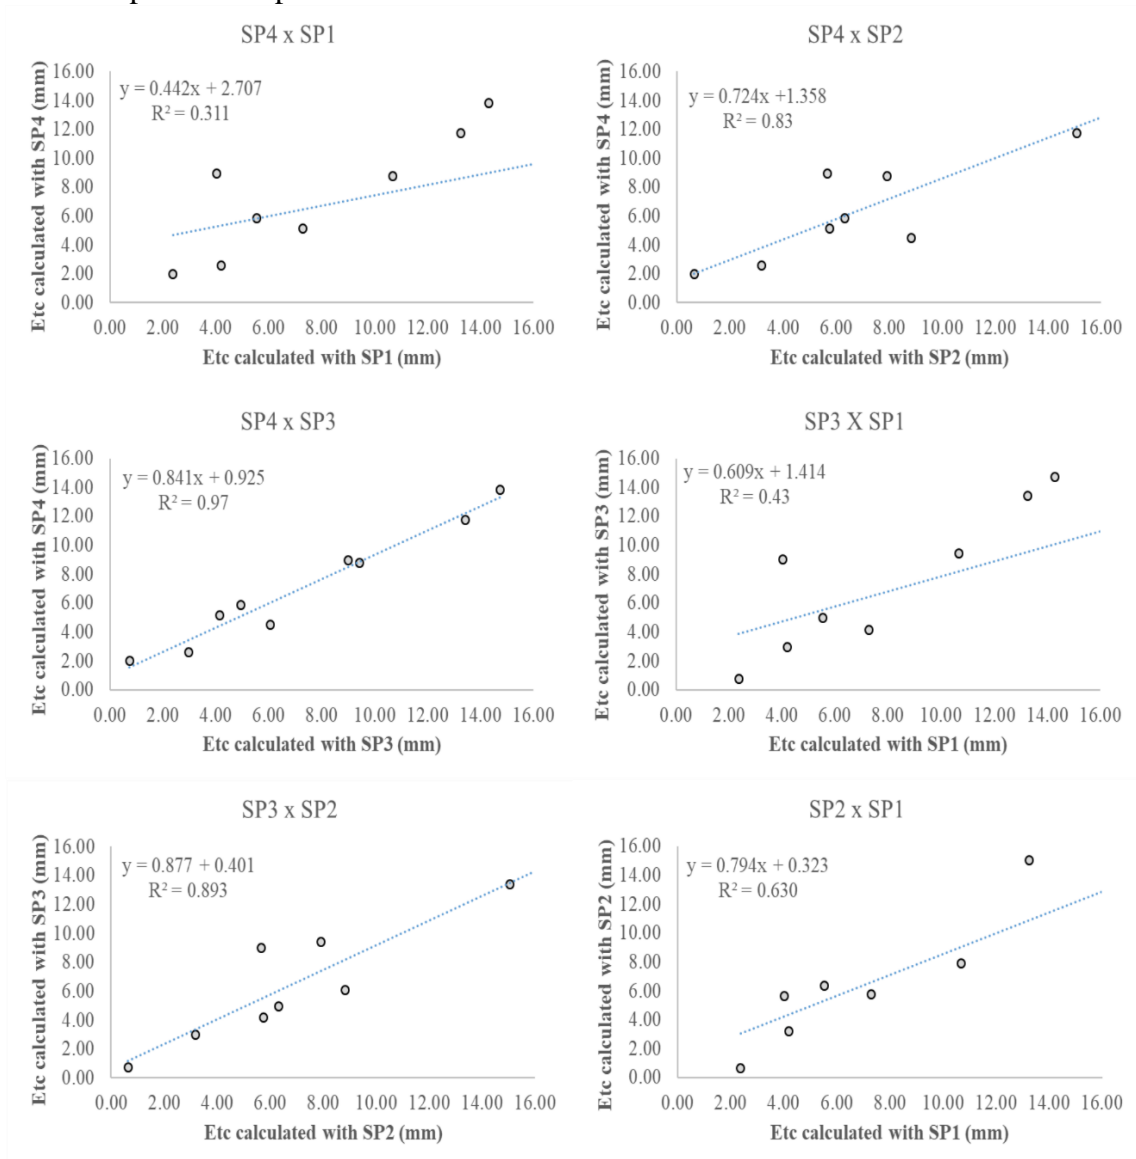 SP4 x SP1
Etc calculated with SP4 (mm)
16.00
14.00
12.00
10.00
8.00
6.00
4.00
2.00
0.00
y = 0.442x + 2.707
R² = 0.311
0.00 2.00 4.00 6.00 8.00 10.00 12.00 14.00 16.00
Etc calculated with SP1 (mm)
SP4 x SP2
Etc calculated with SP4 (mm)
16.00
14.00
12.00
10.00
8.00
6.00
4.00
2.00
0.00
y = 0.724x +1.358
R² = 0.83
0.00 2.00 4.00 6.00 8.00 10.00 12.00 14.00 16.00
Etc calculated with SP2 (mm)
SP4 x SP3
Etc calculated with SP4 (mm)
16.00
14.00
12.00
10.00
8.00
6.00
4.00
2.00
0.00
y = 0.841x + 0.925
R² = 0.97
0.00 2.00 4.00 6.00 8.00 10.00 12.00 14.00 16.00
Etc calculated with SP3 (mm)
SP3 X SP1
Etc calculated with SP3 (mm)
16.00
14.00
12.00
10.00
8.00
6.00
4.00
2.00
0.00
y = 0.609x + 1.414
R² = 0.43
0.00 2.00 4.00 6.00 8.00 10.00 12.00 14.00 16.00
Etc calculated with SP1 (mm)
SP3 x SP2
Etc calculated with SP3 (mm)
16.00
14.00
12.00
10.00
8.00
6.00
4.00
2.00
0.00
y = 0.877 + 0.401
R² = 0.893
0.00 2.00 4.00 6.00 8.00 10.00 12.00 14.00 16.00
Etc calculated with SP2 (mm)
SP2 x SP1
Etc calculated with SP2 (mm)
16.00
14.00
12.00
10.00
8.00
6.00
4.00
2.00
0.00
y = 0.794x + 0.323
R² = 0.630
0.00 2.00 4.00 6.00 8.00 10.00 12.00 14.00 16.00
Etc calculated with SP1 (mm)